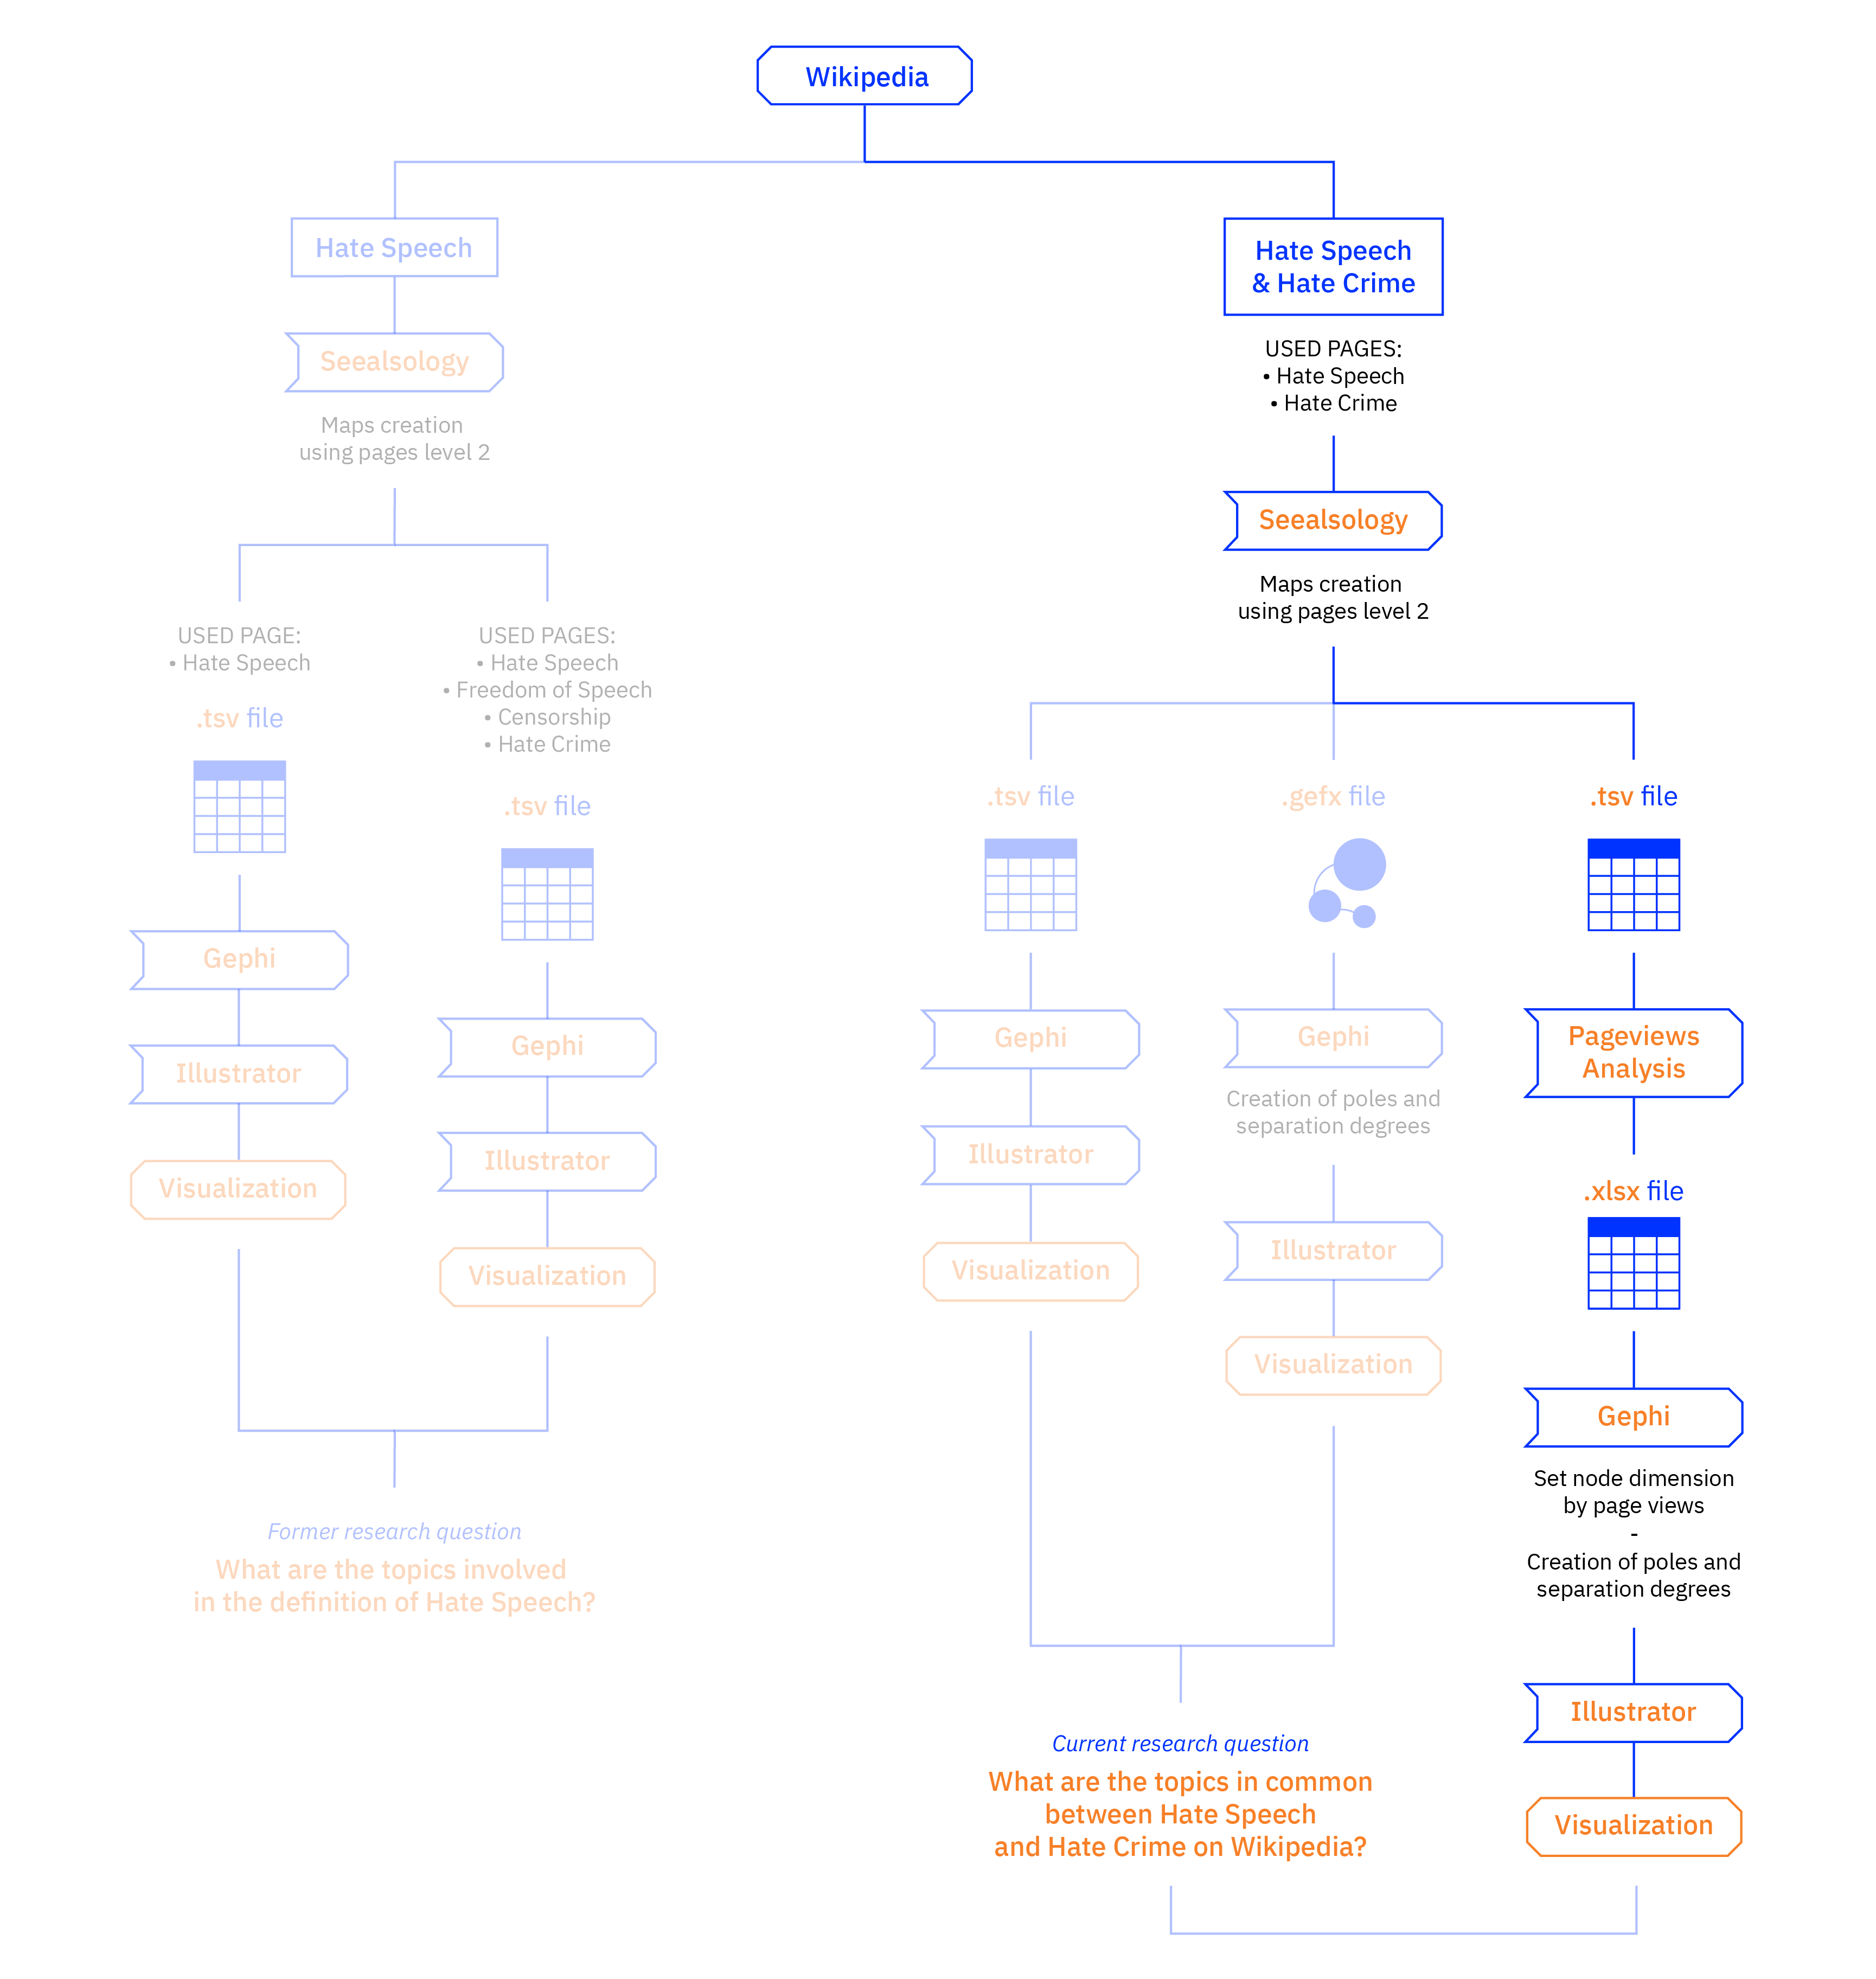 Wikipedia
Hate Speech
Seealsology
Maps creation
using pages level 2
USED PAGE:
• Hate Speech
.tsv file
Gephi
Illustrator
Visualization
USED PAGES:
• Hate Speech
• Freedom of Speech
• Censorship
• Hate Crime
.tsv file
Gephi
Illustrator
Visualization
Former research question
What are the topics involved
in the definition of Hate Speech?
Hate Speech
& Hate Crime
USED PAGES:
• Hate Speech
• Hate Crime
Seealsology
Maps creation
using pages level 2
.tsv file
Gephi
Illustrator
Visualization
.gefx file
Gephi
Creation of poles and
separation degrees
Illustrator
Visualization
Current research question
What are the topics in common
between Hate Speech
and Hate Crime on Wikipedia?
.tsv file
Pageviews
Analysis
.xlsx file
Gephi
Set node dimension
by page views
-
Creation of poles and
separation degrees
Illustrator
Visualization